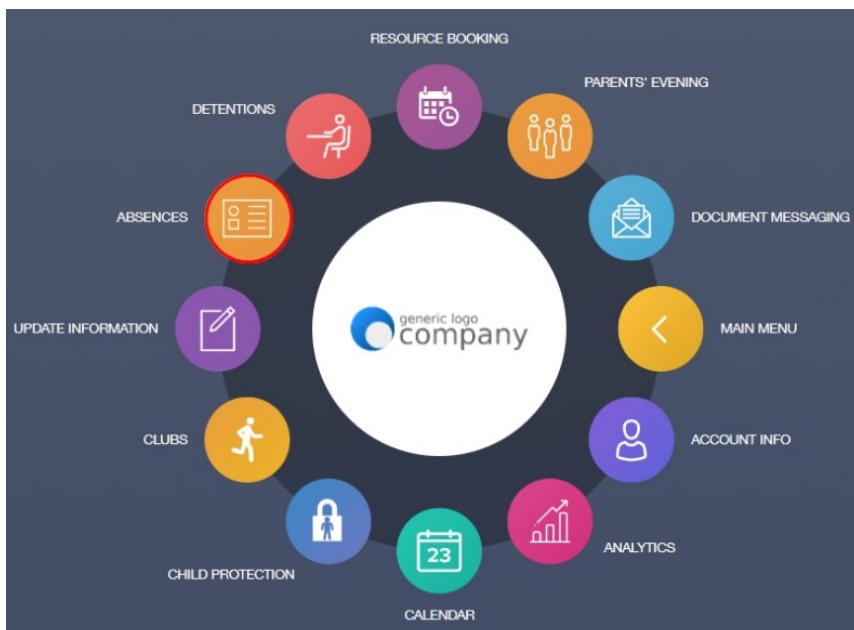 RESOURCE BOOKING
PARENTS' EVENING
DETENTIONS
ABSENCES
DOCUMENT MESSAGING
UPDATE INFORMATION
generic logo
company
MAIN MENU
CLUBS
ACCOUNT INFO
23
ANALYTICS
CHILD PROTECTION
CALENDAR